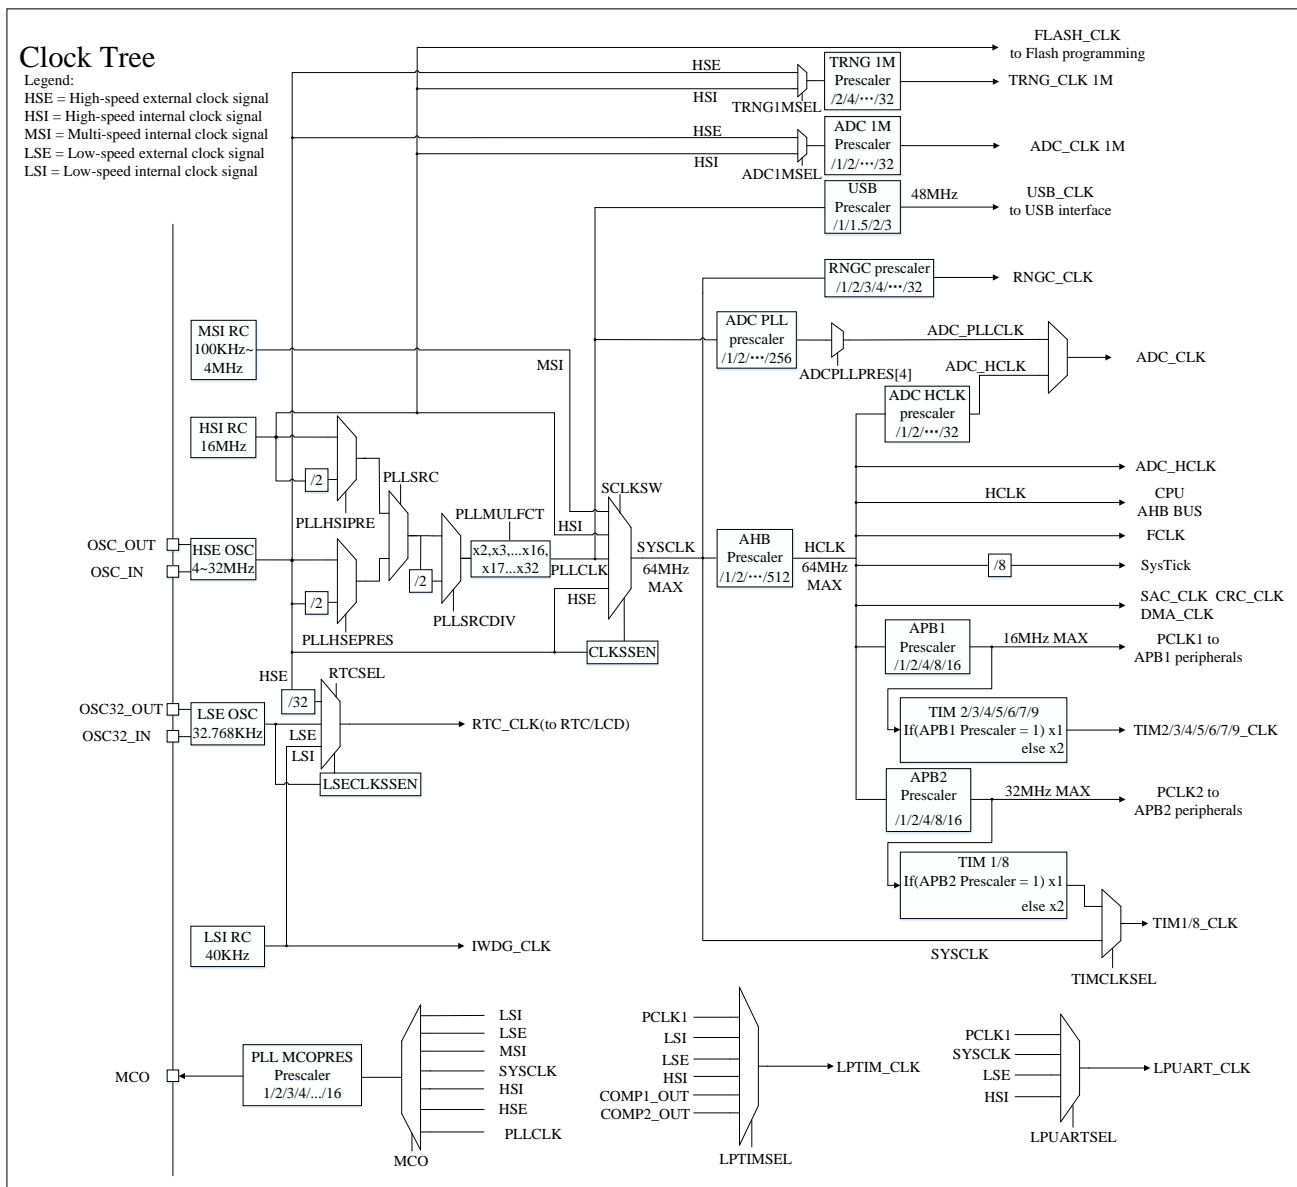 Clock Tree
Legend:
HSE = High-speed external clock signal
HSI = High-speed internal clock signal
MSI = Multi-speed internal clock signal
LSE = Low-speed external clock signal
LSI = Low-speed internal clock signal
FLASH_CLK
to Flash programming
HSE
HSI
TRNG1MSEL
TRNG 1M
Prescaler
/2/4/···/32
TRNG_CLK 1M
HSE
HSI
ADC1MSEL
ADC 1M
Prescaler
/1/2/···/32
ADC_CLK 1M
USB
Prescaler
/1/1.5/2/3
48MHz
USB_CLK
to USB interface
RNGC prescaler
/1/2/3/4/···/32
RNGC_CLK
MSI RC
100KHz~
4MHz
MSI
ADC PLL
prescaler
/1/2/···/256
ADCPLLPRES[4]
ADC_PLLCLK
ADC_HCLK
ADC_CLK
ADC HCLK
prescaler
/1/2/···/32
HSI RC
16MHz
/2
PLLHSIPRE
PLLSRC
PLLMULFCT
SCLKSW
HSI
ADC_HCLK
HCLK
CPU
AHB BUS
FCLK
OSC_OUT
OSC_IN
HSE OSC
4~32MHz
/2
PLLHSEPRES
/2
PLLSRCDIV
x2,x3,...x16,
x17...x32
PLLCLK
HSE
SYSCLK
64MHz
MAX
AHB
Prescaler
/1/2/···/512
HCLK
64MHz
MAX
/8
SysTick
SAC_CLK CRC_CLK
DMA_CLK
CLKSSEN
APB1
Prescaler
/1/2/4/8/16
16MHz MAX
PCLK1 to
APB1 peripherals
HSE
/32
RTCSEL
OSC32_OUT
OSC32_IN
LSE OSC
32.768KHz
LSE
LSI
RTC_CLK(to RTC/LCD)
LSECLKSSEN
TIM 2/3/4/5/6/7/9
If(APB1 Prescaler = 1) x1
else x2
TIM2/3/4/5/6/7/9_CLK
APB2
Prescaler
/1/2/4/8/16
32MHz MAX
PCLK2 to
APB2 peripherals
TIM 1/8
If(APB2 Prescaler = 1) x1
else x2
TIM1/8_CLK
SYSCLK
TIMCLKSEL
LSI RC
40KHz
IWDG_CLK
MCO
PLL MCOPRES
Prescaler
1/2/3/4/.../16
LSI
LSE
MSI
SYSCLK
HSI
HSE
PLLCLK
MCO
PCLK1
LSI
LSE
HSI
COMP1_OUT
COMP2_OUT
LPTIM_CLK
LPTIMSEL
PCLK1
SYSCLK
LSE
HSI
LPUART_CLK
LPUARTSEL